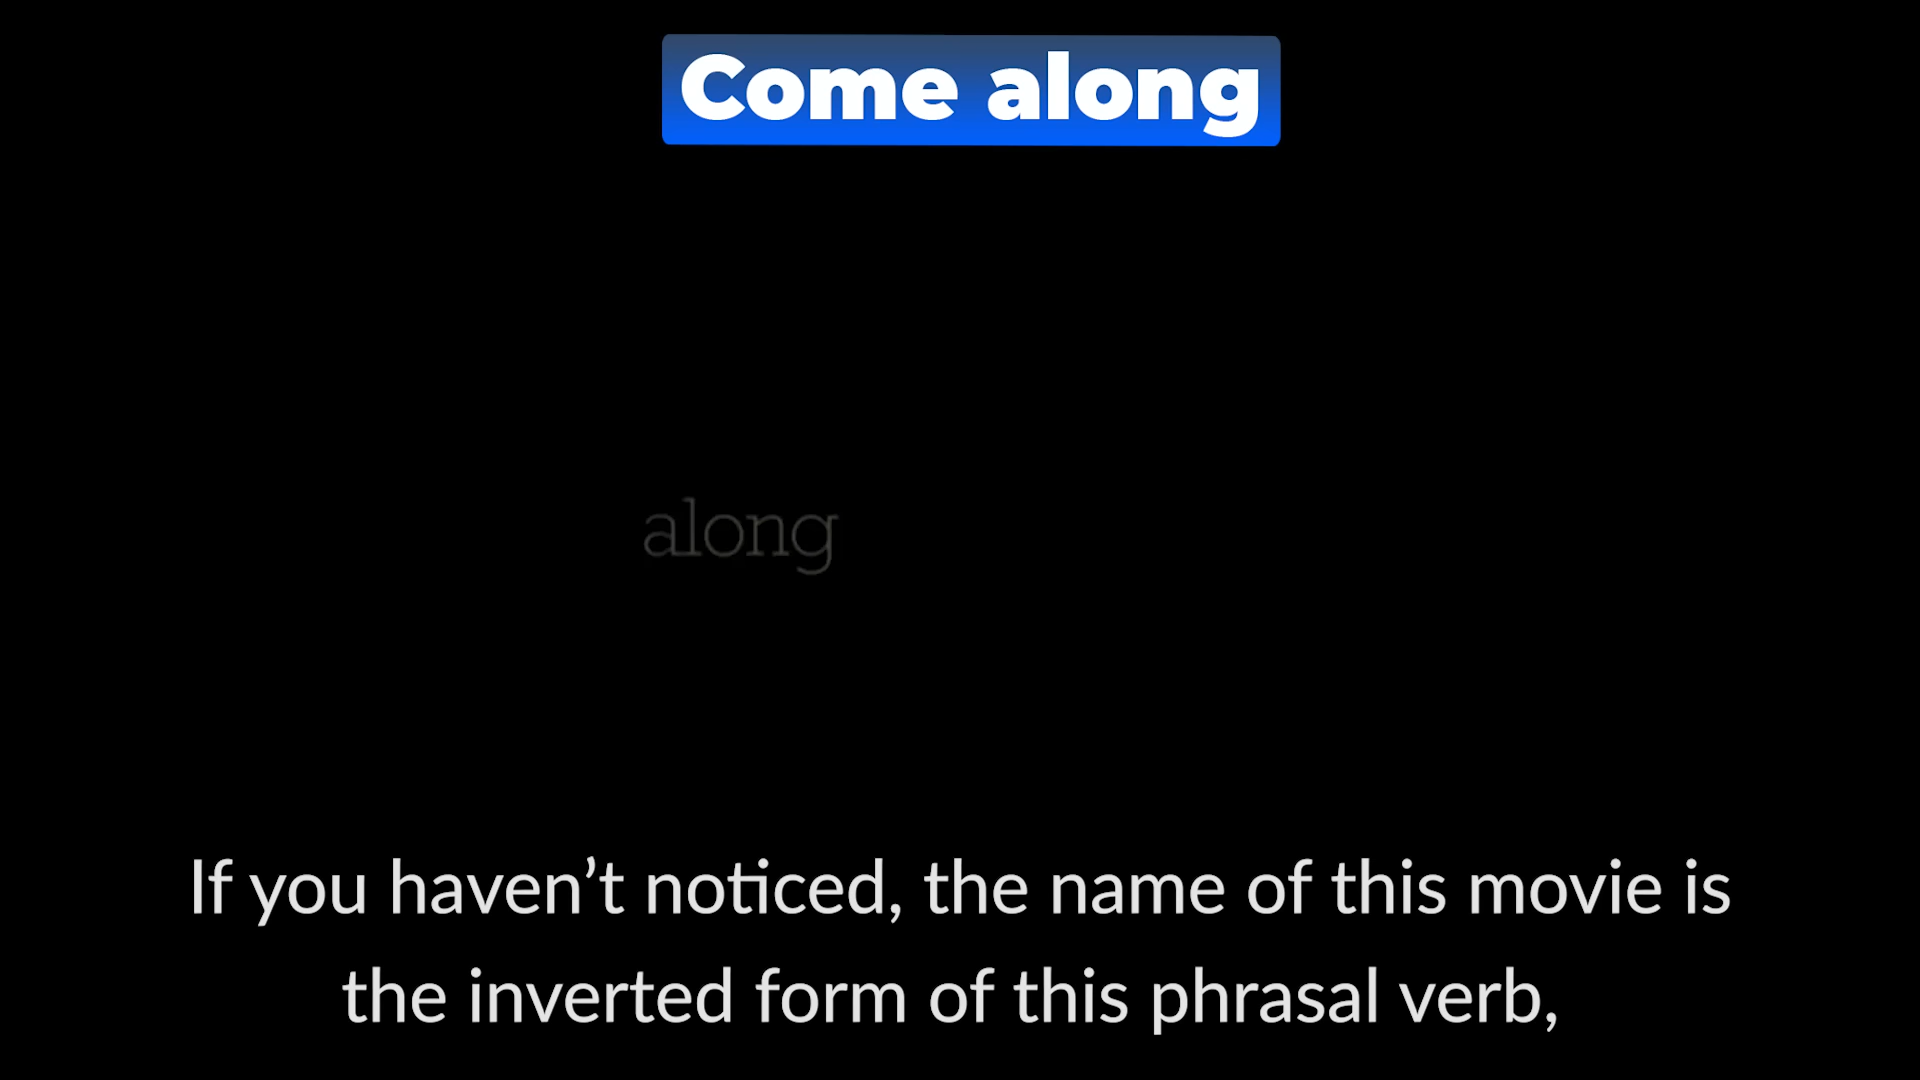 Come along
along
If you haven’t noticed, the name of this movie is
the inverted form of this phrasal verb,